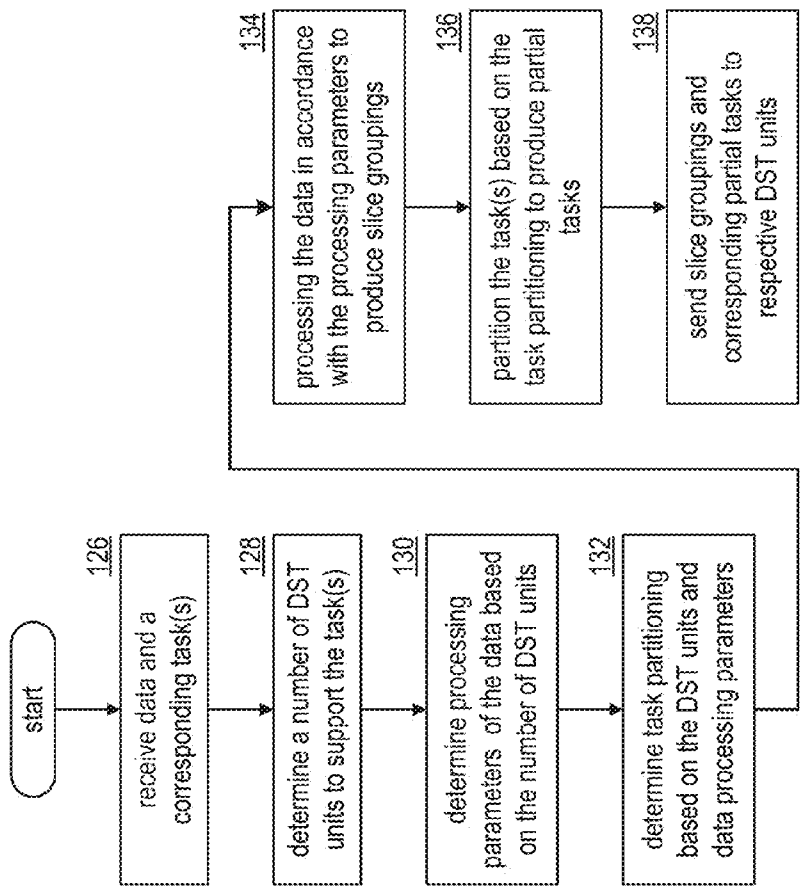 start
126
receive data and a
corresponding task(s)
128
determine a number of DST
units to support the task(s)
130
determine processing
parameters of the data based
on the number of DST units
132
determine task partitioning
based on the DST units and
data processing parameters
134
processing the data in accordance
with the processing parameters to
produce slice groupings
136
partition the task(s) based on the
task partitioning to produce partial
tasks
138
send slice groupings and
corresponding partial tasks to
respective DST units